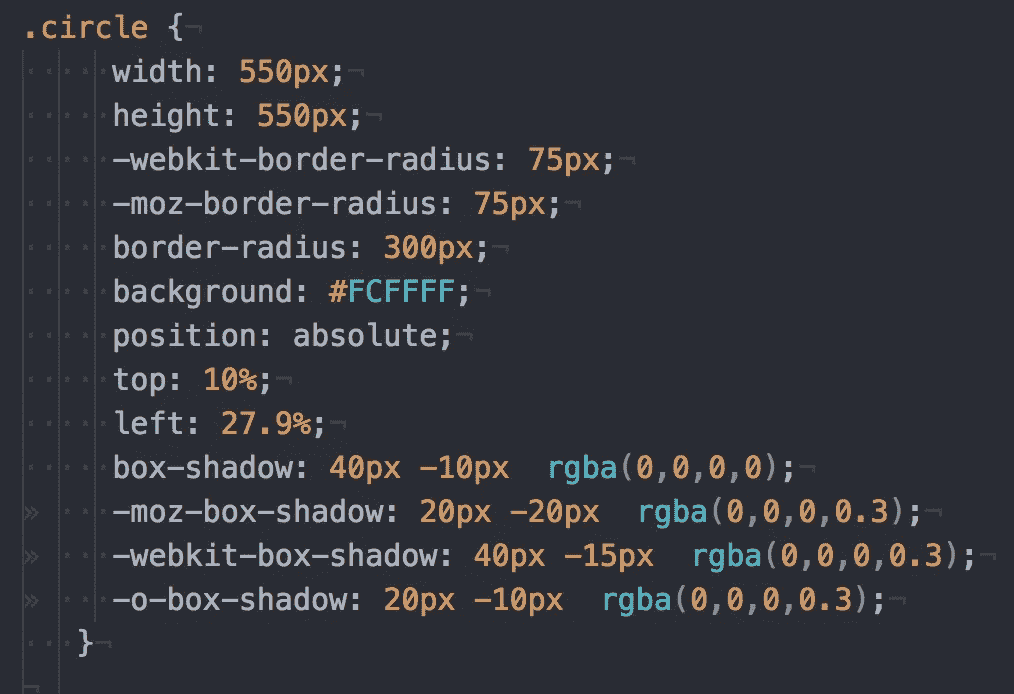 .circle {
width: 550px;
height: 550px;
-webkit-border-radius: 75px;
-moz-border-radius: 75px;
border-radius: 300px;
background: #FCFFFF;
position: absolute;
top: 10%;
left: 27.9%;
box-shadow: 40px -10px  rgba(0,0,0,0);
-moz-box-shadow: 20px -20px  rgba(0,0,0,0.3);
-webkit-box-shadow: 40px -15px  rgba(0,0,0,0.3);
-o-box-shadow: 20px -10px  rgba(0,0,0,0.3);
}